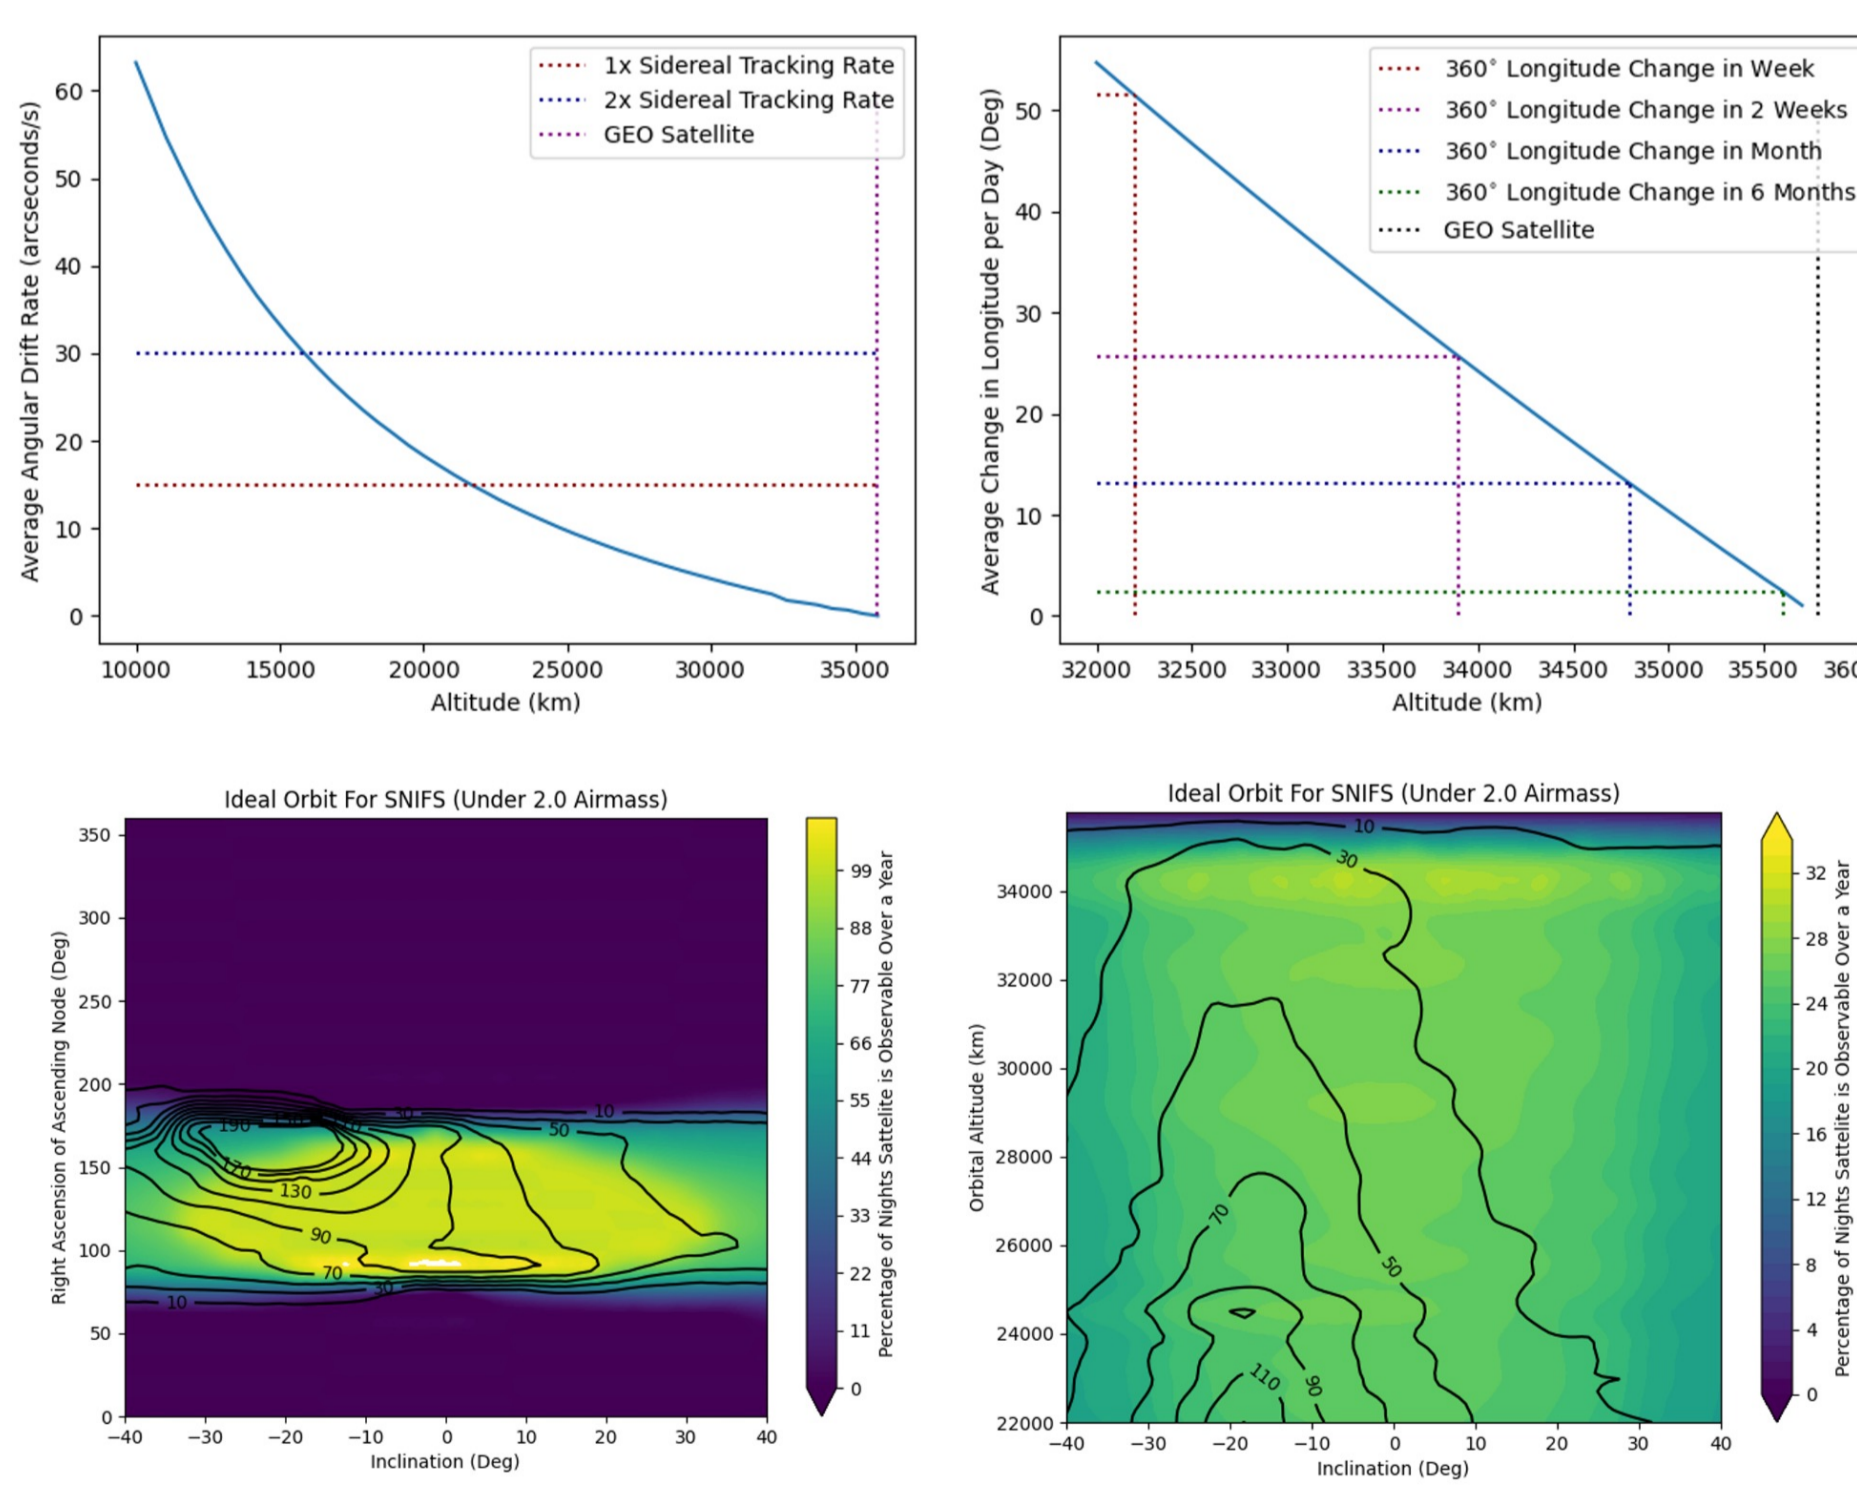 1x Sidereal Tracking Rate
2x Sidereal Tracking Rate
GEO Satellite
Average Angular Drift Rate (arcseconds/s)
60
50
40
30
20
10
0
10000 15000 20000 25000 30000 35000
Altitude (km)
360° Longitude Change in Week
360° Longitude Change in 2 Weeks
360° Longitude Change in Month
360° Longitude Change in 6 Months
GEO Satellite
Average Change in Longitude per Day (Deg)
50
40
30
20
10
0
32000 32500 33000 33500 34000 34500 35000 35500 360
Altitude (km)
Ideal Orbit For SNIFS (Under 2.0 Airmass)
Right Ascension of Ascending Node (Deg)
350
300
250
200
150
100
50
0
10
30
50
190
170
130
90
70
30
10
−40 −30 −20 −10 0 10 20 30 40
Inclination (Deg)
99
88
77
66
55
44
33
22
11
0
Percentage of Nights Sattelite is Observable Over a Year
Ideal Orbit For SNIFS (Under 2.0 Airmass)
Orbital Altitude (km)
34000
32000
30000
28000
26000
24000
22000
10
30
70
50
110
90
−40 −30 −20 −10 0 10 20 30 40
Inclination (Deg)
32
28
24
20
16
12
8
4
0
Percentage of Nights Sattelite is Observable Over a Year